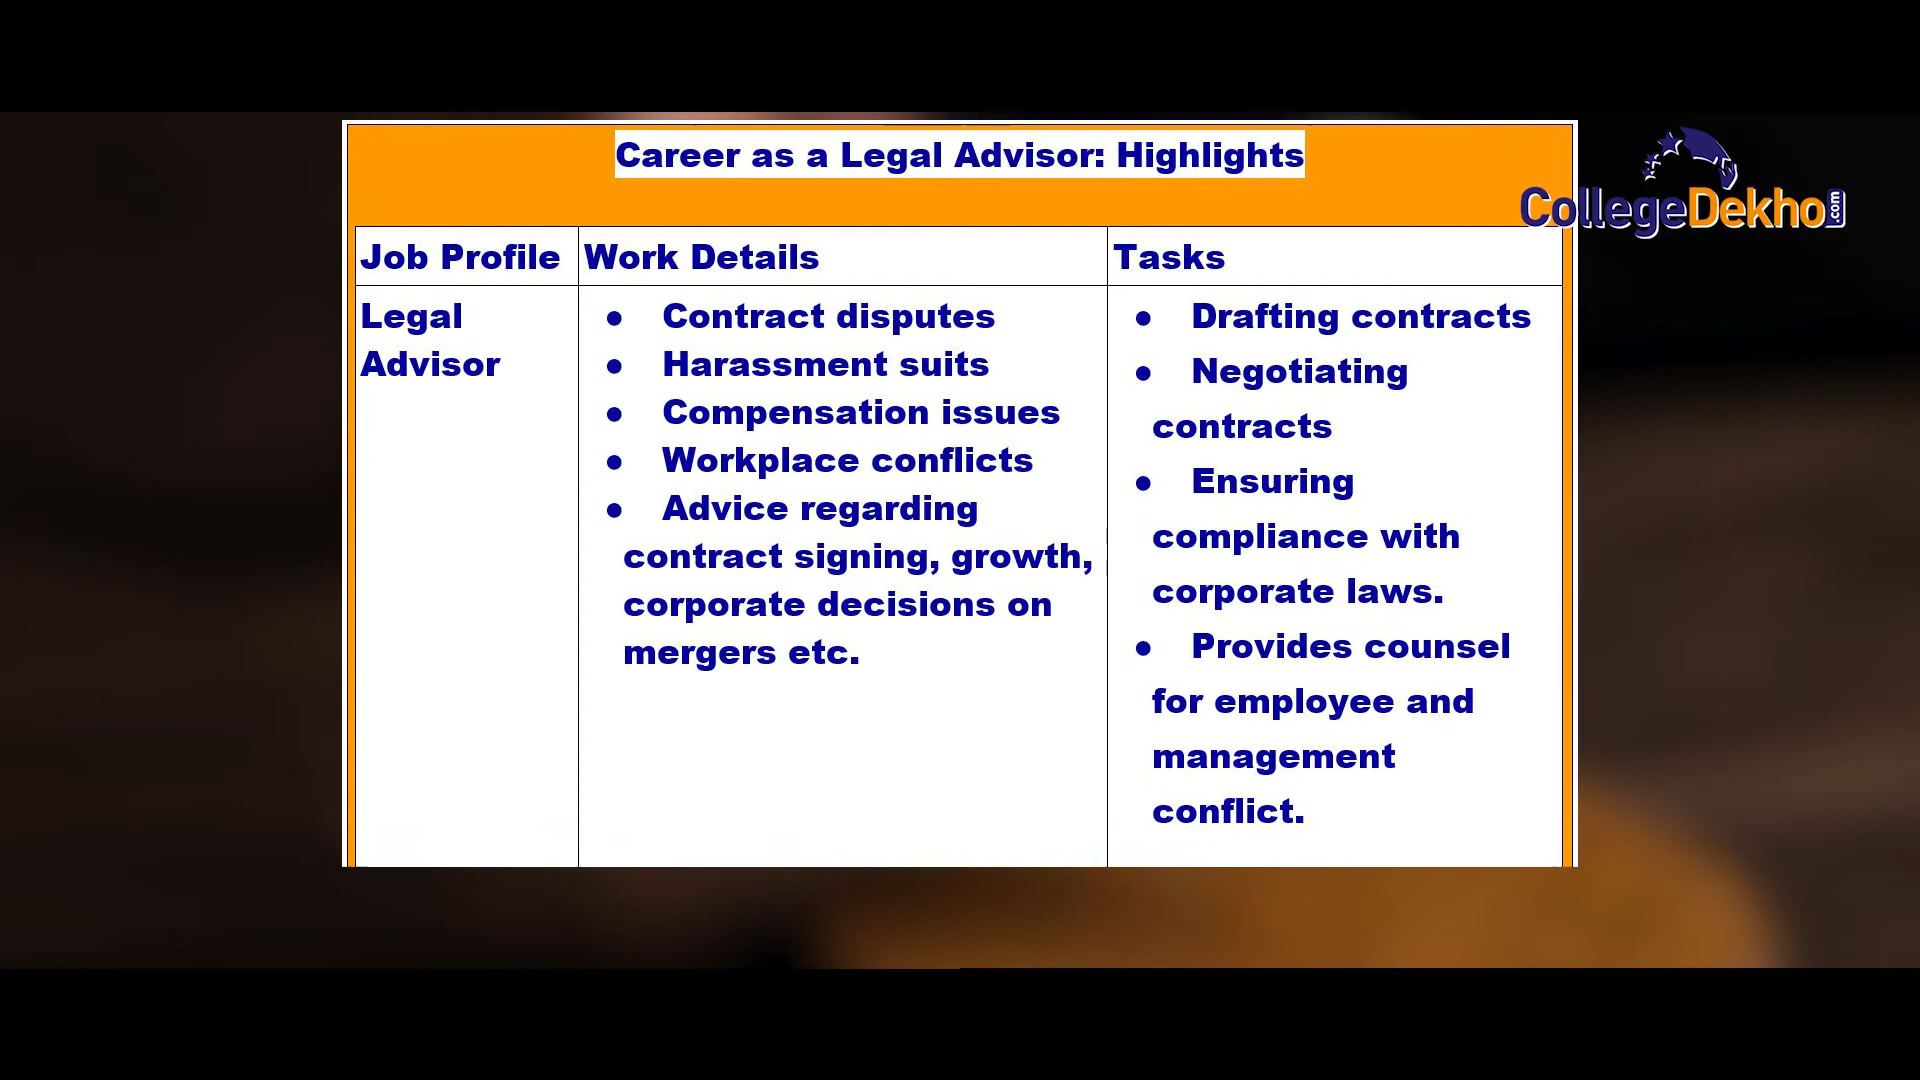 Career as a Legal Advisor: Highlights
CollegeDekho.com
Job Profile
Work Details
Tasks
Legal
Advisor
● Contract disputes
● Harassment suits
● Compensation issues
● Workplace conflicts
● Advice regarding
contract signing, growth,
corporate decisions on
mergers etc.
● Drafting contracts
● Negotiating
contracts
● Ensuring
compliance with
corporate laws.
● Provides counsel
for employee and
management
conflict.